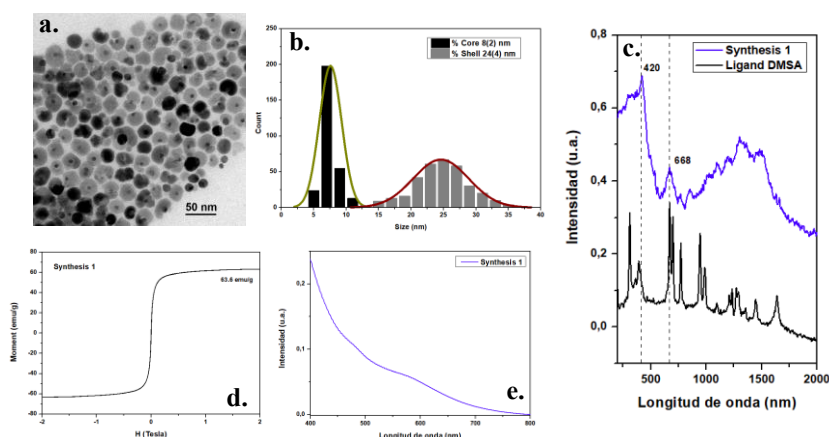 a.
50 nm
b.
% Core 8(2) nm
% Shell 24(4) nm
250
200
150
100
50
0
Count
0 5 10 15 20 25 30 35 40
Size (nm)
c.
Synthesis 1
Ligand DMSA
420
668
0,8
0,6
0,4
0,2
0,0
Intensidad (u.a.)
500 1000 1500 2000
Longitud de onda (nm)
Synthesis 1
63.6 emu/g
80
60
40
20
0
-20
-40
-60
-80
Moment (emu/g)
-2 -1 0 1 2
H (Tesla)
d.
Synthesis 1
0,2
0,1
0,0
Intensidad (u.a.)
400 500 600 700 800
Longitud de onda (nm)
e.